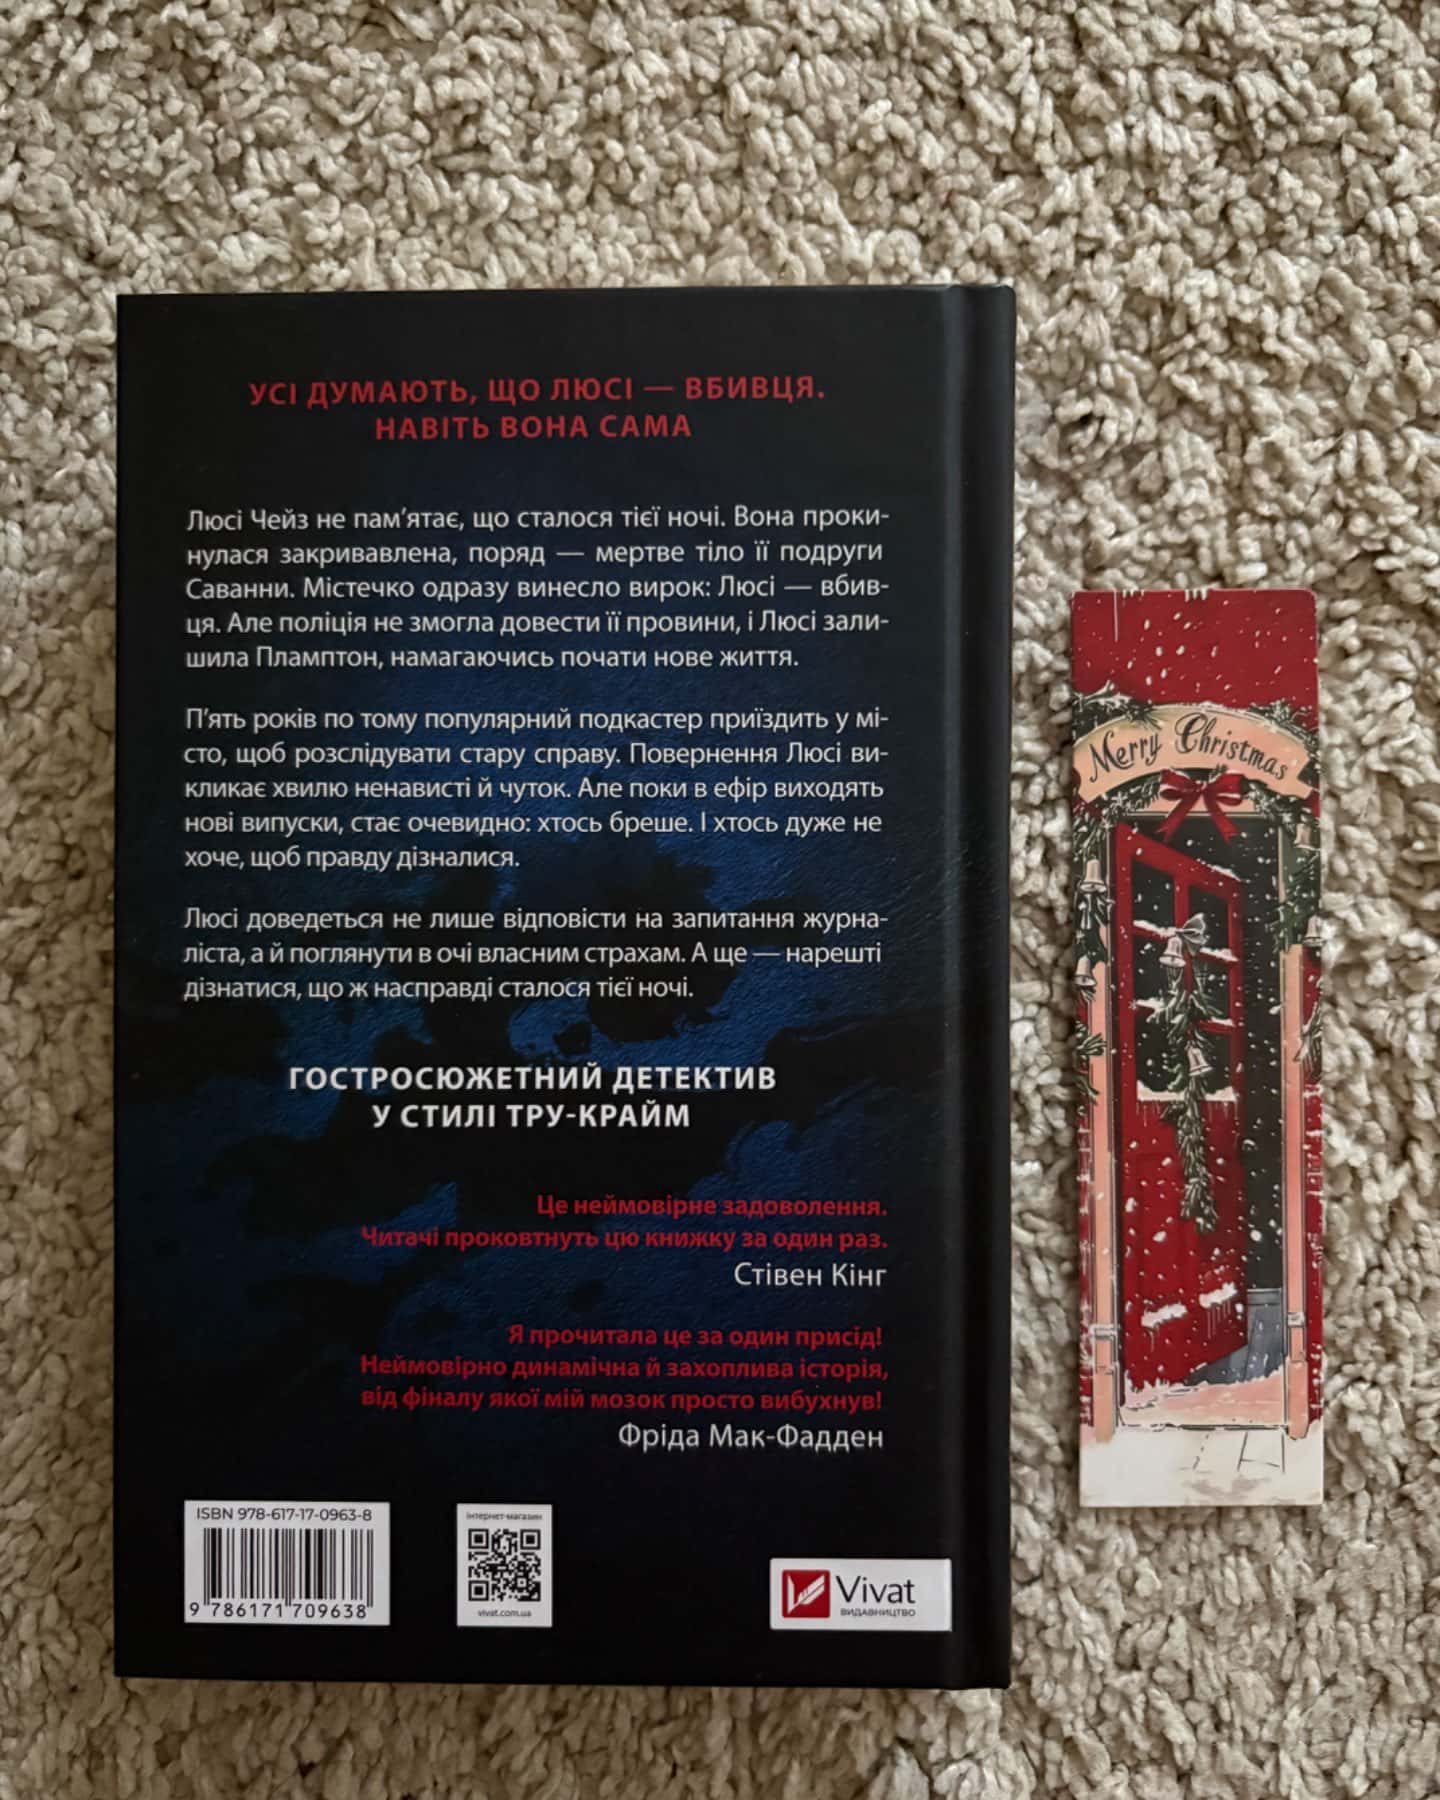 УСІ ДУМАЮТЬ, ЩО ЛЮСІ — ВБИВЦЯ.
НАВІТЬ ВОНА САМА
Люсі Чейз не пам’ятає, що сталося тієї ночі. Вона проки-
нулася закривавлена, поряд — мертве тіло її подруги
Саванни. Містечко одразу винесло вирок: Люсі — вбив-
ця. Але поліція не змогла довести її провини, і Люсі зали-
шила Пламптон, намагаючись почати нове життя.
П’ять років по тому популярний подкастер приїздить у мі-
сто, щоб розслідувати стару справу. Повернення Люсі ви-
кликає хвилю ненависті й чуток. Але поки в ефір виходять
нові випуски, стає очевидно: хтось бреше. І хтось дуже не
хоче, щоб правду дізналися.
Люсі доведеться не лише відповісти на запитання журна-
ліста, а й поглянути в очі власним страхам. А ще — нарешті
дізнатися, що ж насправді сталося тієї ночі.
ГОСТРОСЮЖЕТНИЙ ДЕТЕКТИВ
У СТИЛІ ТРУ-КРАЙМ
Це неймовірне задоволення.
Читачі проковтнуть цю книжку за один раз.
Стівен Кінг
Я прочитала це за один присід!
Неймовірно динамічна й захоплива історія,
від фіналу якої мій мозок просто вибухнув!
Фріда Мак-Фадден
ISBN 978-617-17-0963-8
9 786171 709638
інтернет-магазин
vivat.com.ua
Vivat
ВИДАВНИЦТВО
Merry Christmas